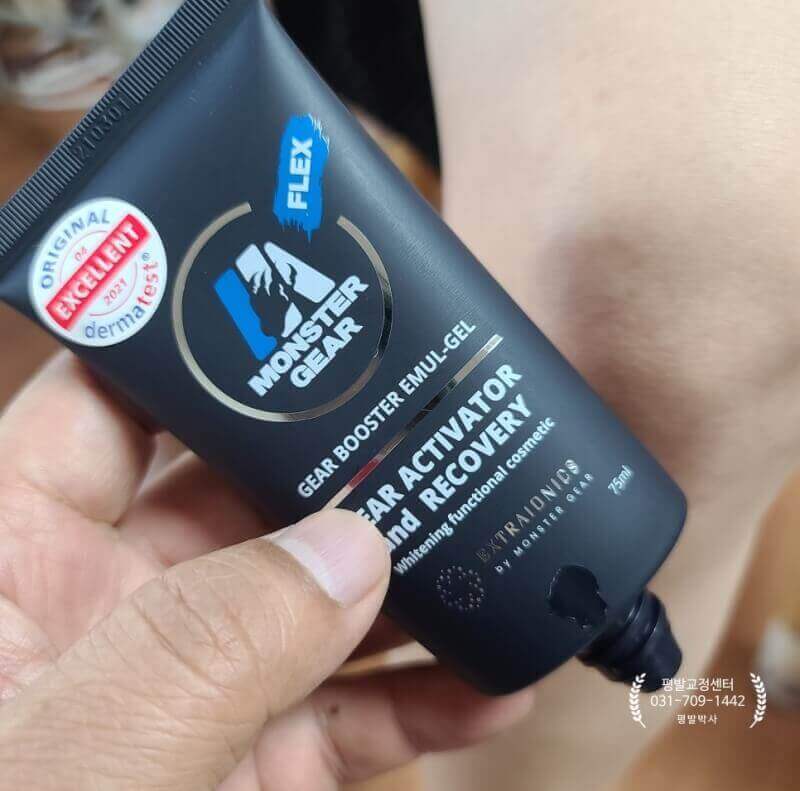 210301
ORIGINAL
04
EXCELLENT
2021
dermatest®
FLEX
MONSTER
GEAR
GEAR BOOSTER EMUL-GEL
EAR ACTIVATOR
and RECOVERY
Whitening functional cosmetic
EXTRAIONIDS
by MONSTER GEAR
75ml
평발교정센터
031-709-1442
평발박사